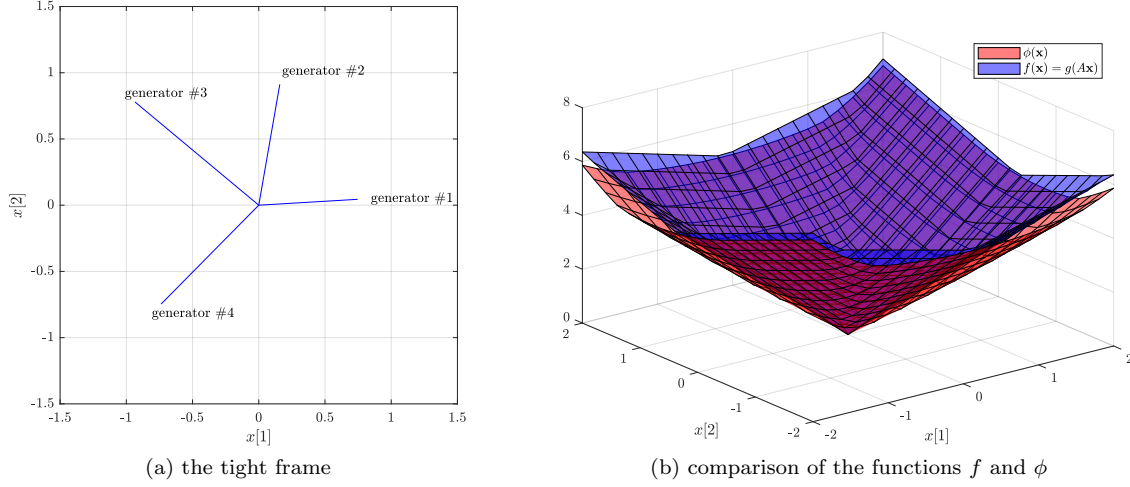 1.5
1
0.5
0
-0.5
-1
-1.5
x[2]
generator #2
generator #3
generator #1
generator #4
-1.5 -1 -0.5 0 0.5 1 1.5
x[1]
(a) the tight frame
ϕ(x)
f(x) = g(Ax)
8
6
4
2
0
2
1
0
-1
-2
x[2]
-2
-1
0
1
2
x[1]
(b) comparison of the functions f and ϕ